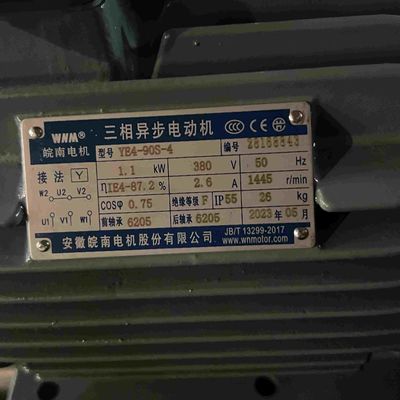 WNM® 三相异步电动机 CCC CE
皖南电机 型号 YE4-90S-4 编号 28168843
接法 Y 1.1 kW 380 V 50 Hz
W2 U2 V2 η IE4-87.2% 2.6 A 1445 r/min
COSφ 0.75 绝缘等级 F IP55 26 kg
U1 V1 W1 前轴承 6205 后轴承 6205 2023年05月
安徽皖南电机股份有限公司 JB/T 13299-2017
www.wnmotor.com